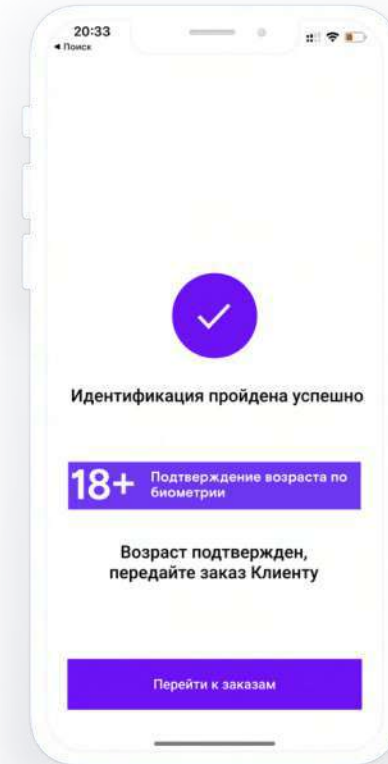 20:33
◀ Поиск
Идентификация пройдена успешно
18+ Подтверждение возраста по
биометрии
Возраст подтвержден,
передайте заказ Клиенту
Перейти к заказам